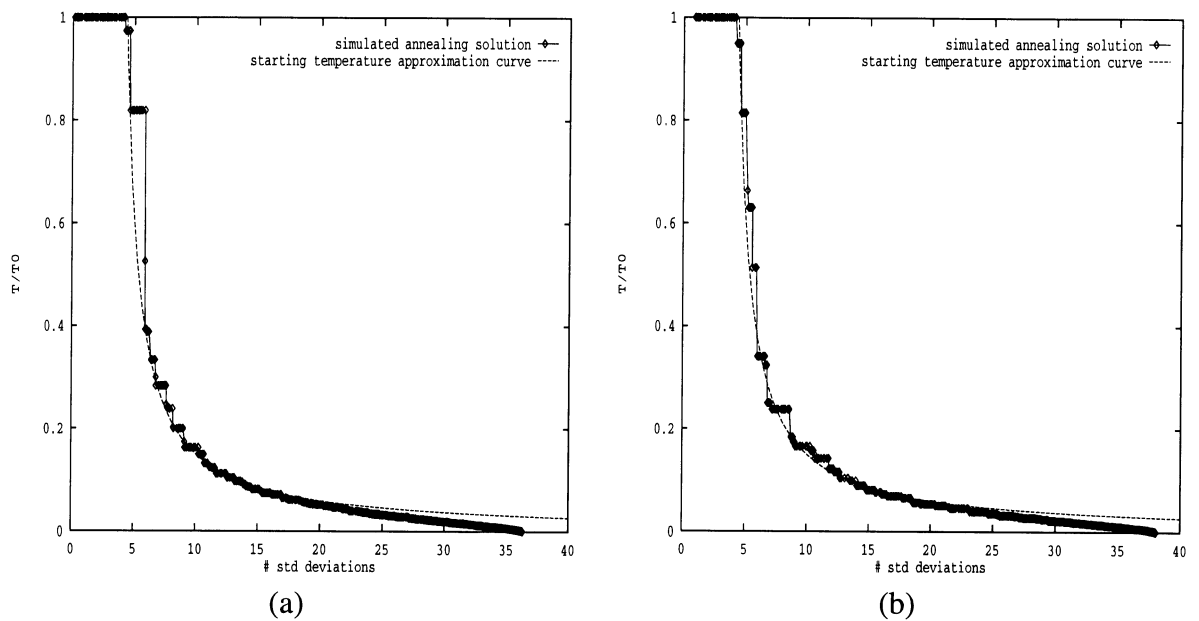 1
0.8
0.6
0.4
0.2
0
T/T0
simulated annealing solution
starting temperature approximation curve
0 5 10 15 20 25 30 35 40
# std deviations
(a)
1
0.8
0.6
0.4
0.2
0
T/T0
simulated annealing solution
starting temperature approximation curve
0 5 10 15 20 25 30 35 40
# std deviations
(b)